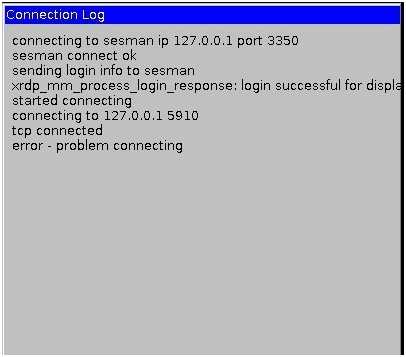 Connection Log
connecting to sesman ip 127.0.0.1 port 3350
sesman connect ok
sending login info to sesman
xrdp_mm_process_login_response: login successful for displa
started connecting
connecting to 127.0.0.1 5910
tcp connected
error - problem connecting